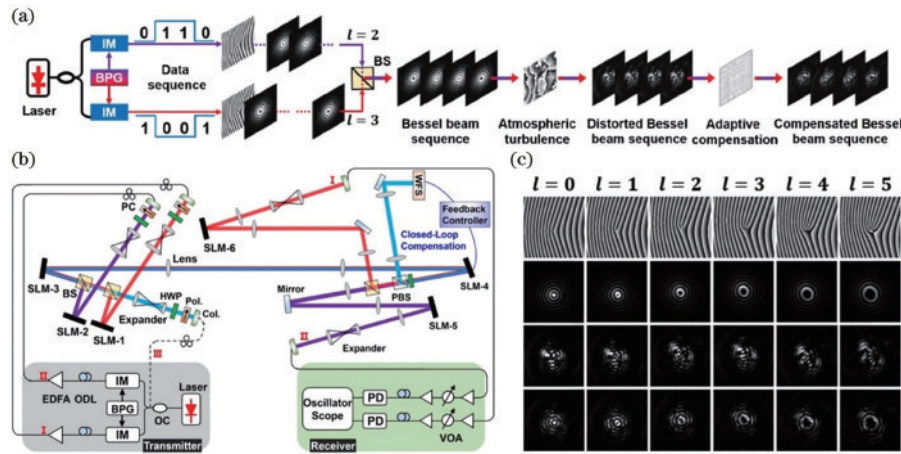 (a)
0 1 1 0
l = 2
IM
BS
Data
sequence
BPG
Laser
IM
l = 3
1 0 0 1
Bessel beam
sequence
Atmospheric
turbulence
Distorted Bessel
beam sequence
Adaptive
compensation
Compensated Bessel
beam sequence
(b)
I
PC
WFS
Feedback
Controller
SLM-6
Closed-Loop
Compensation
Lens
SLM-3
SLM-4
BS
HWP
Pol.
Mirror
PBS
Col.
Expander
SLM-2
SLM-1
SLM-5
II
Expander
III
II
IM
Laser
EDFA ODL
BPG
OC
I
IM
Transmitter
Oscillator
Scope
PD
PD
VOA
Receiver
(c)
l = 0 l = 1 l = 2 l = 3 l = 4 l = 5